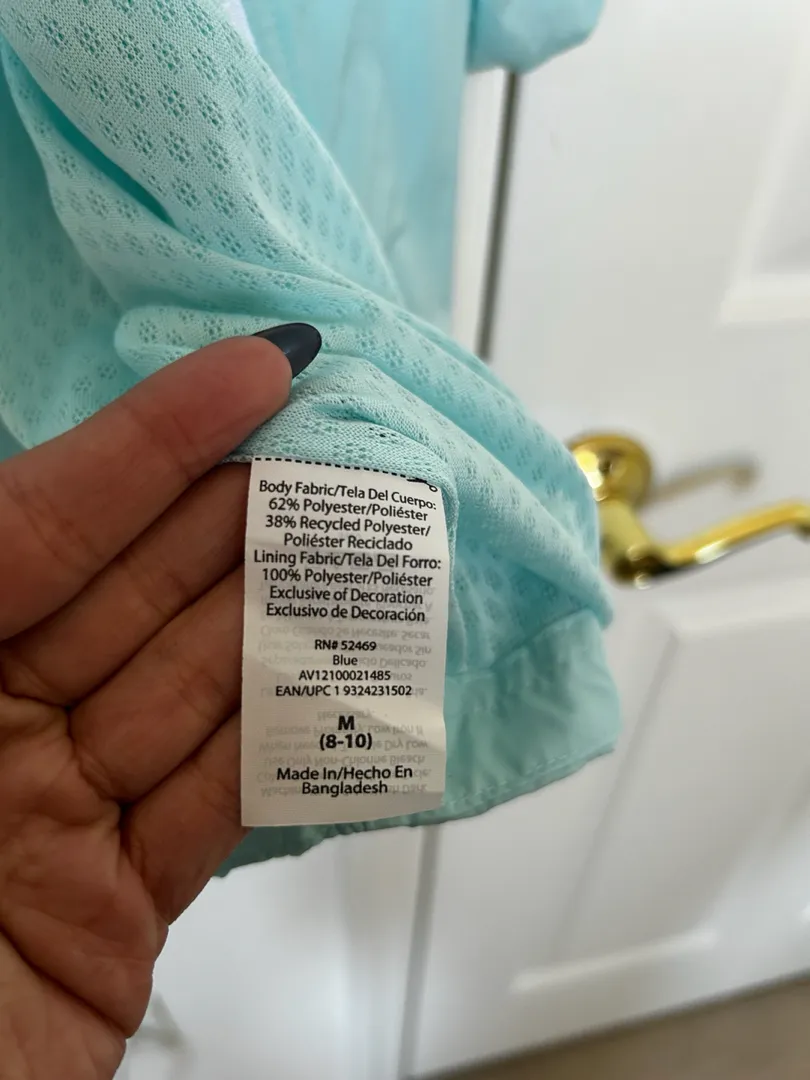 Body Fabric/Tela Del Cuerpo:
62% Polyester/Poliéster
38% Recycled Polyester/
Poliéster Reciclado
Lining Fabric/Tela Del Forro:
100% Polyester/Poliéster
Exclusive of Decoration
Exclusivo de Decoración
RN# 52469
Blue
AV12100021485
EAN/UPC 1 9324231502
M
(8-10)
Made In/Hecho En
Bangladesh